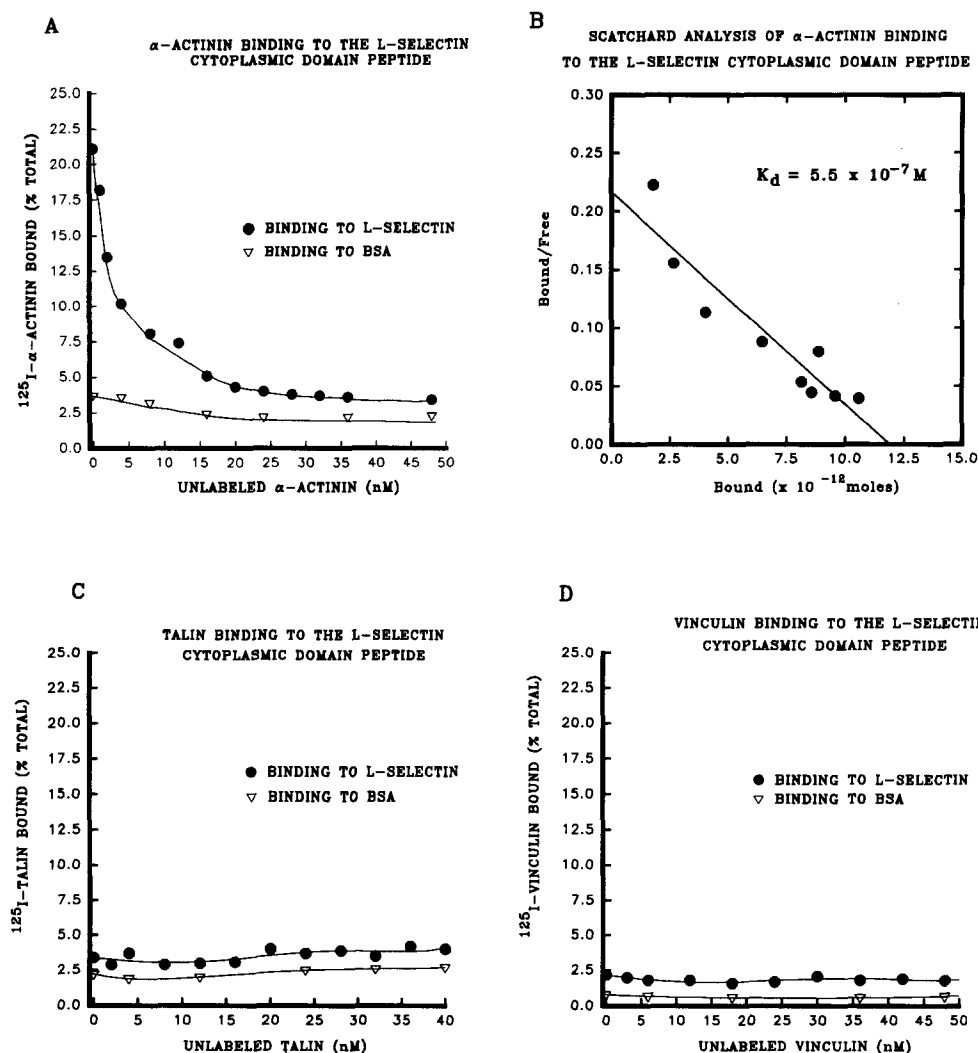 A
α-ACTININ BINDING TO THE L-SELECTIN
CYTOPLASMIC DOMAIN PEPTIDE
25.0
22.5
20.0
17.5
15.0
12.5
10.0
7.5
5.0
2.5
0.0
125I-α-ACTININ BOUND (% TOTAL)
BINDING TO L-SELECTIN
BINDING TO BSA
0 5 10 15 20 25 30 35 40 45 50
UNLABELED α-ACTININ (nM)
B
SCATCHARD ANALYSIS OF α-ACTININ BINDING
TO THE L-SELECTIN CYTOPLASMIC DOMAIN PEPTIDE
0.30
0.25
0.20
0.15
0.10
0.05
0.00
Bound/Free
Kd = 5.5 x 10-7 M
0.0 2.5 5.0 7.5 10.0 12.5 15.0
Bound (x 10 -12 moles)
C
TALIN BINDING TO THE L-SELECTIN
CYTOPLASMIC DOMAIN PEPTIDE
25.0
22.5
20.0
17.5
15.0
12.5
10.0
7.5
5.0
2.5
0.0
125I-TALIN BOUND (% TOTAL)
BINDING TO L-SELECTIN
BINDING TO BSA
0 5 10 15 20 25 30 35 40
UNLABELED TALIN (nM)
D
VINCULIN BINDING TO THE L-SELECTI
CYTOPLASMIC DOMAIN PEPTIDE
25.0
22.5
20.0
17.5
15.0
12.5
10.0
7.5
5.0
2.5
0.0
125I-VINCULIN BOUND (% TOTAL)
BINDING TO L-SELECTIN
BINDING TO BSA
0 5 10 15 20 25 30 35 40 45 50
UNLABELED VINCULIN (nM)